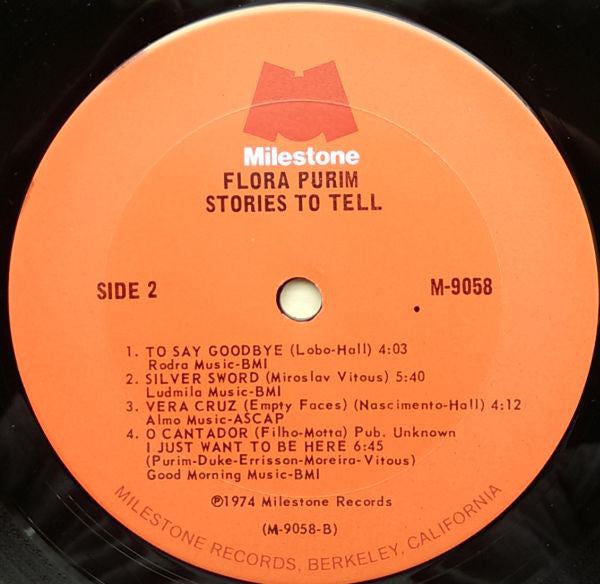 Milestone
FLORA PURIM
STORIES TO TELL
SIDE 2
M-9058
1. TO SAY GOODBYE (Lobo-Hall) 4:03
Rodra Music-BMI
2. SILVER SWORD (Miroslav Vitous) 5:40
Ludmila Music-BMI
3. VERA CRUZ (Empty Faces) (Nascimento-Hall) 4:12
Almo Music-ASCAP
4. O CANTADOR (Filho-Motta) Pub. Unknown
I JUST WANT TO BE HERE 6:45
(Purim-Duke-Errisson-Moreira-Vitous)
Good Morning Music-BMI
℗1974 Milestone Records
(M-9058-B)
MILESTONE RECORDS, BERKELEY, CALIFORNIA